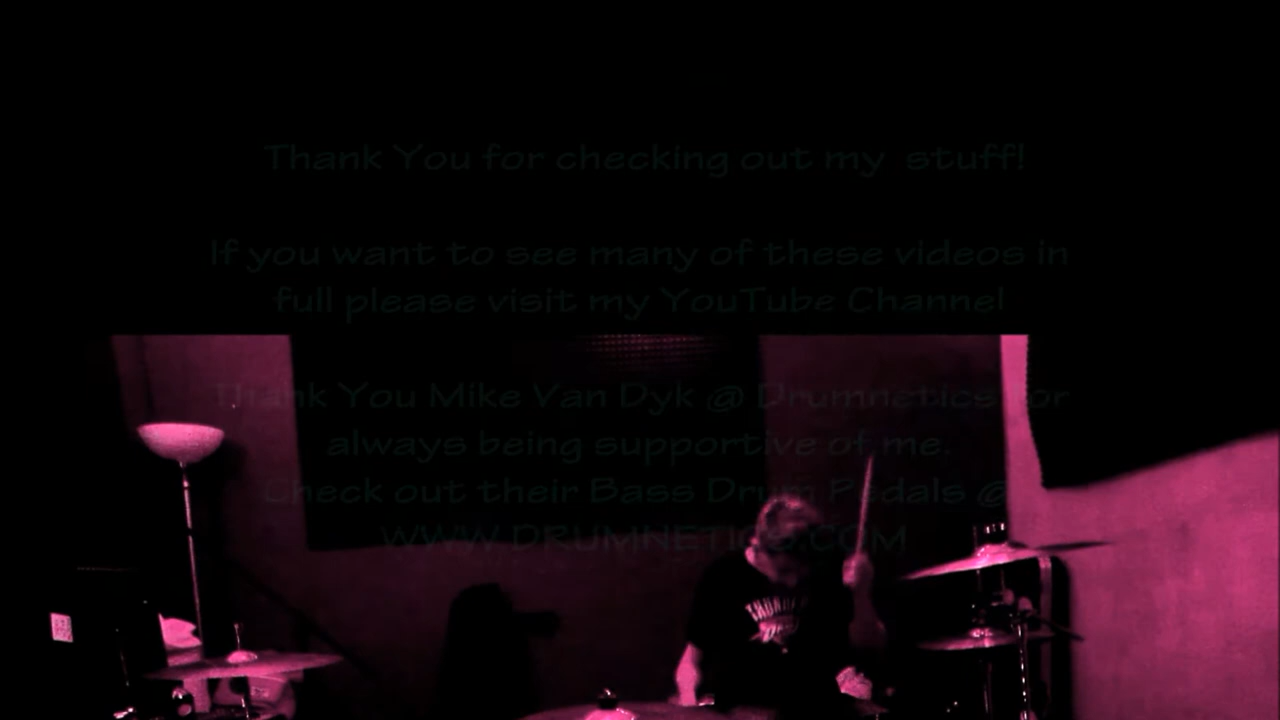 Thank You for checking out my stuff!
If you want to see many of these videos in
full please visit my YouTube Channel
Thank You Mike Van Dyk @ Drumnetics for
always being supportive of me.
Check out their Bass Drum Pedals @
WWW.DRUMNETICS.COM
THUNDER